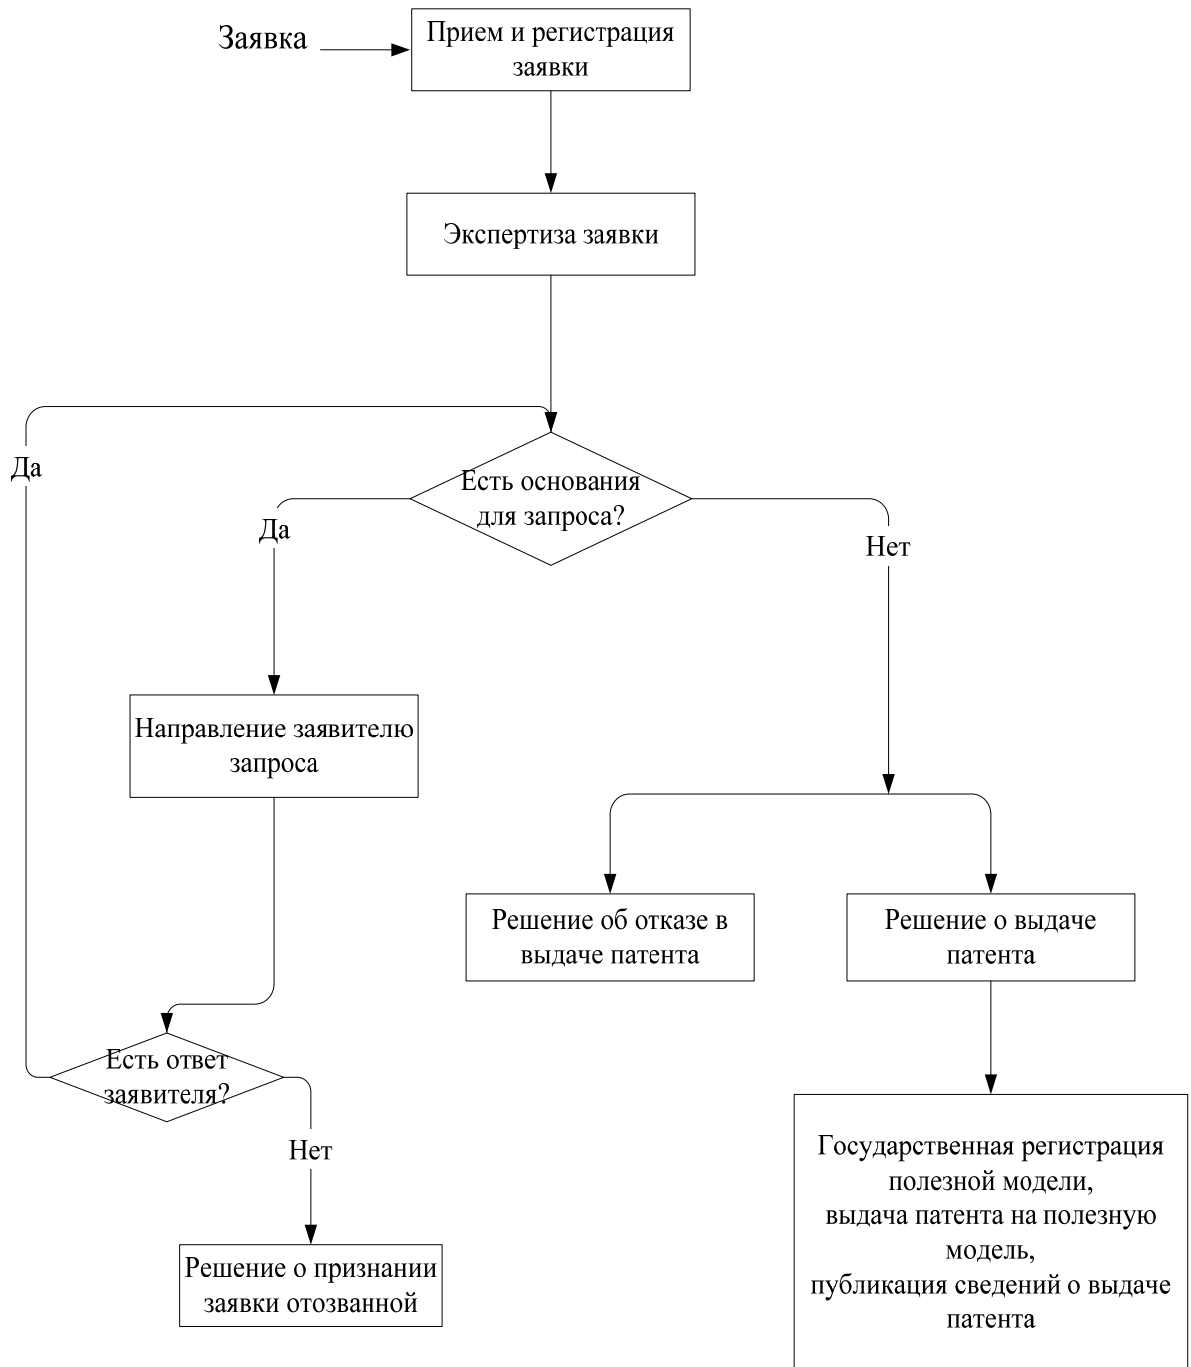 Заявка
Прием и регистрация
заявки
Экспертиза заявки
Да
Есть основания
для запроса?
Да
Нет
Направление заявителю
запроса
Решение об отказе в
выдаче патента
Решение о выдаче
патента
Есть ответ
заявителя?
Нет
Государственная регистрация
полезной модели,
выдача патента на полезную
модель,
публикация сведений о выдаче
патента
Решение о признании
заявки отозванной